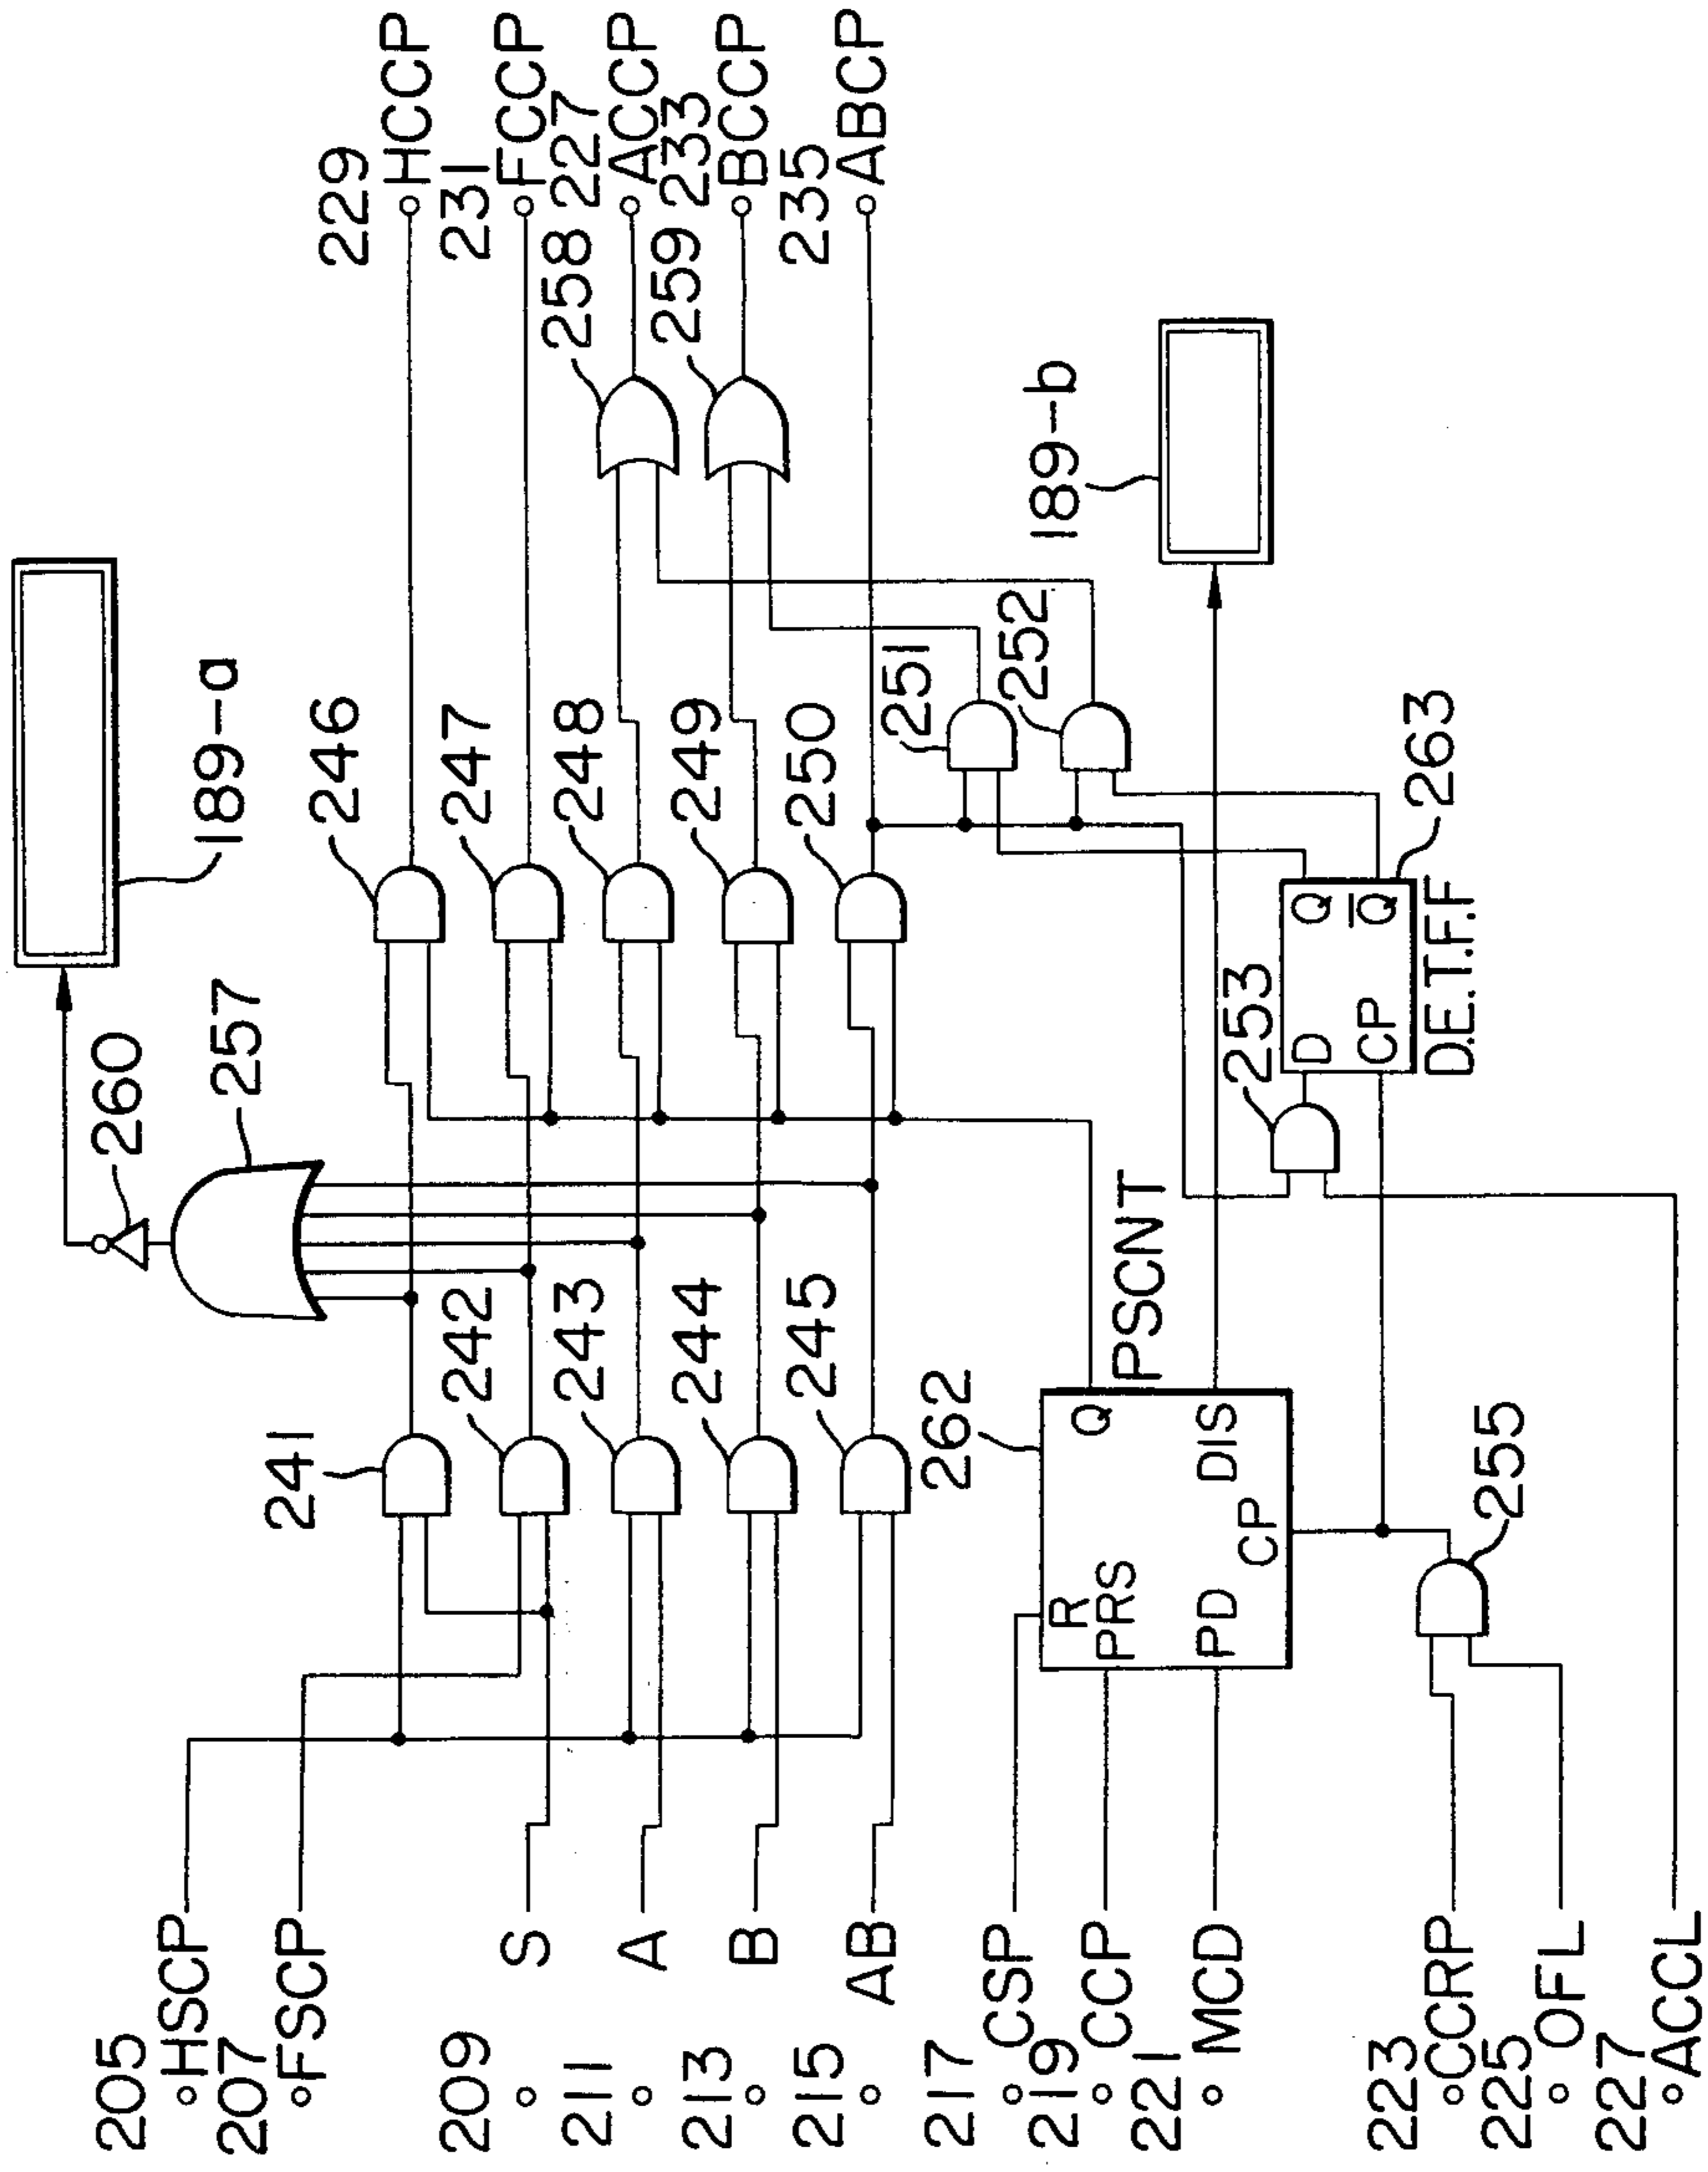 189-a
260
257
229
HCCP
231
FCCP
227
ACCP
233
BCCP
235
ABCP
258
259
246
247
248
249
250
251
252
189-b
241
242
243
244
245
205
HSCP
207
FSCP
209
S
211
A
213
B
215
AB
217
CSP
219
CCP
221
MCD
223
CCRP
225
OFL
227
ACCL
262
PSCNT
R
PRS
PD
Q
DIS
CP
255
253
D
CP
Q
Q
263
D.E.T.F.F